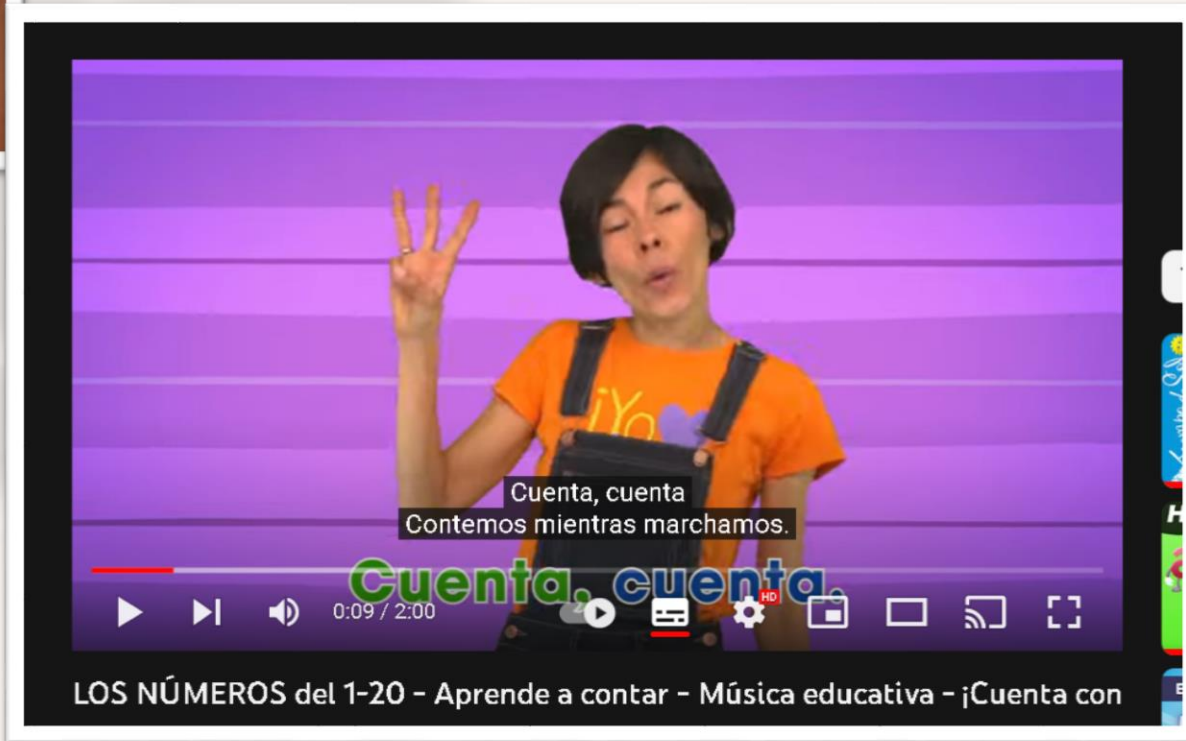 ¡Yo
Cuenta, cuenta
Contemos mientras marchamos.
Cuenta, cuenta.
HD
0:09 / 2:00
LOS NÚMEROS del 1-20 – Aprende a contar – Música educativa – ¡Cuenta con